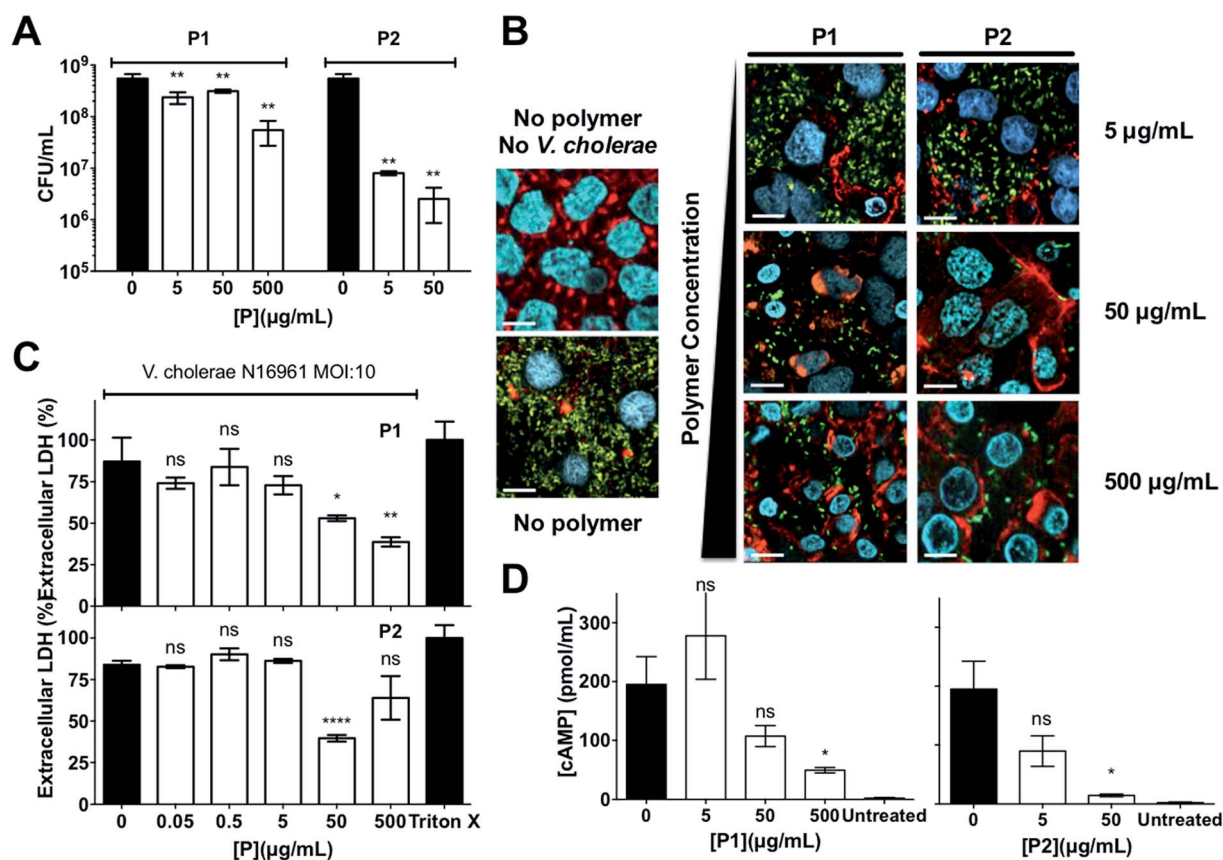 A
P1
P2
10⁹
10⁸
10⁷
10⁶
10⁵
CFU/mL
** ** **
** **
0 5 50 500
0 5 50
[P](µg/mL)
B
No polymer
No V. cholerae
No polymer
Polymer Concentration
P1
P2
5 µg/mL
50 µg/mL
500 µg/mL
C
V. cholerae N16961 MOI:10
Extracellular LDH (%)
100
75
50
25
0
P1
ns ns ns * **
Extracellular LDH (%)
100
75
50
25
0
P2
ns ns ns **** ns
0 0.05 0.5 5 50 500 Triton X
[P](µg/mL)
D
[cAMP] (pmol/mL)
300
200
100
0
ns ns *
0 5 50 500 Untreated
[P1](µg/mL)
ns *
0 5 50 Untreated
[P2](µg/mL)